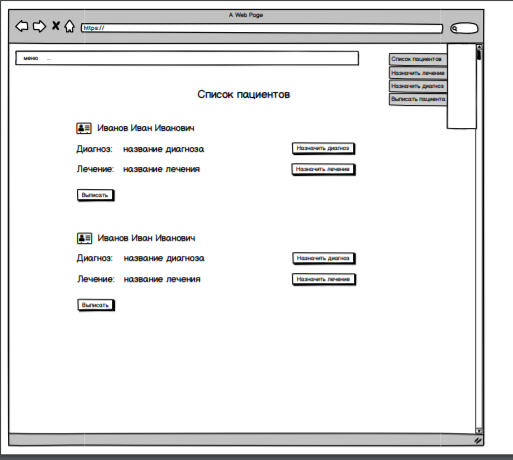 A Web Page
https://
меню ...
Список пациентов
Назначить лечение
Назначить диагноз
Выписать пациента
Список пациентов
Иванов Иван Иванович
Диагноз: название диагноза
Назначить диагноз
Лечение: название лечения
Назначить лечение
Выписать
Иванов Иван Иванович
Диагноз: название диагноза
Назначить диагноз
Лечение: название лечения
Назначить лечение
Выписать